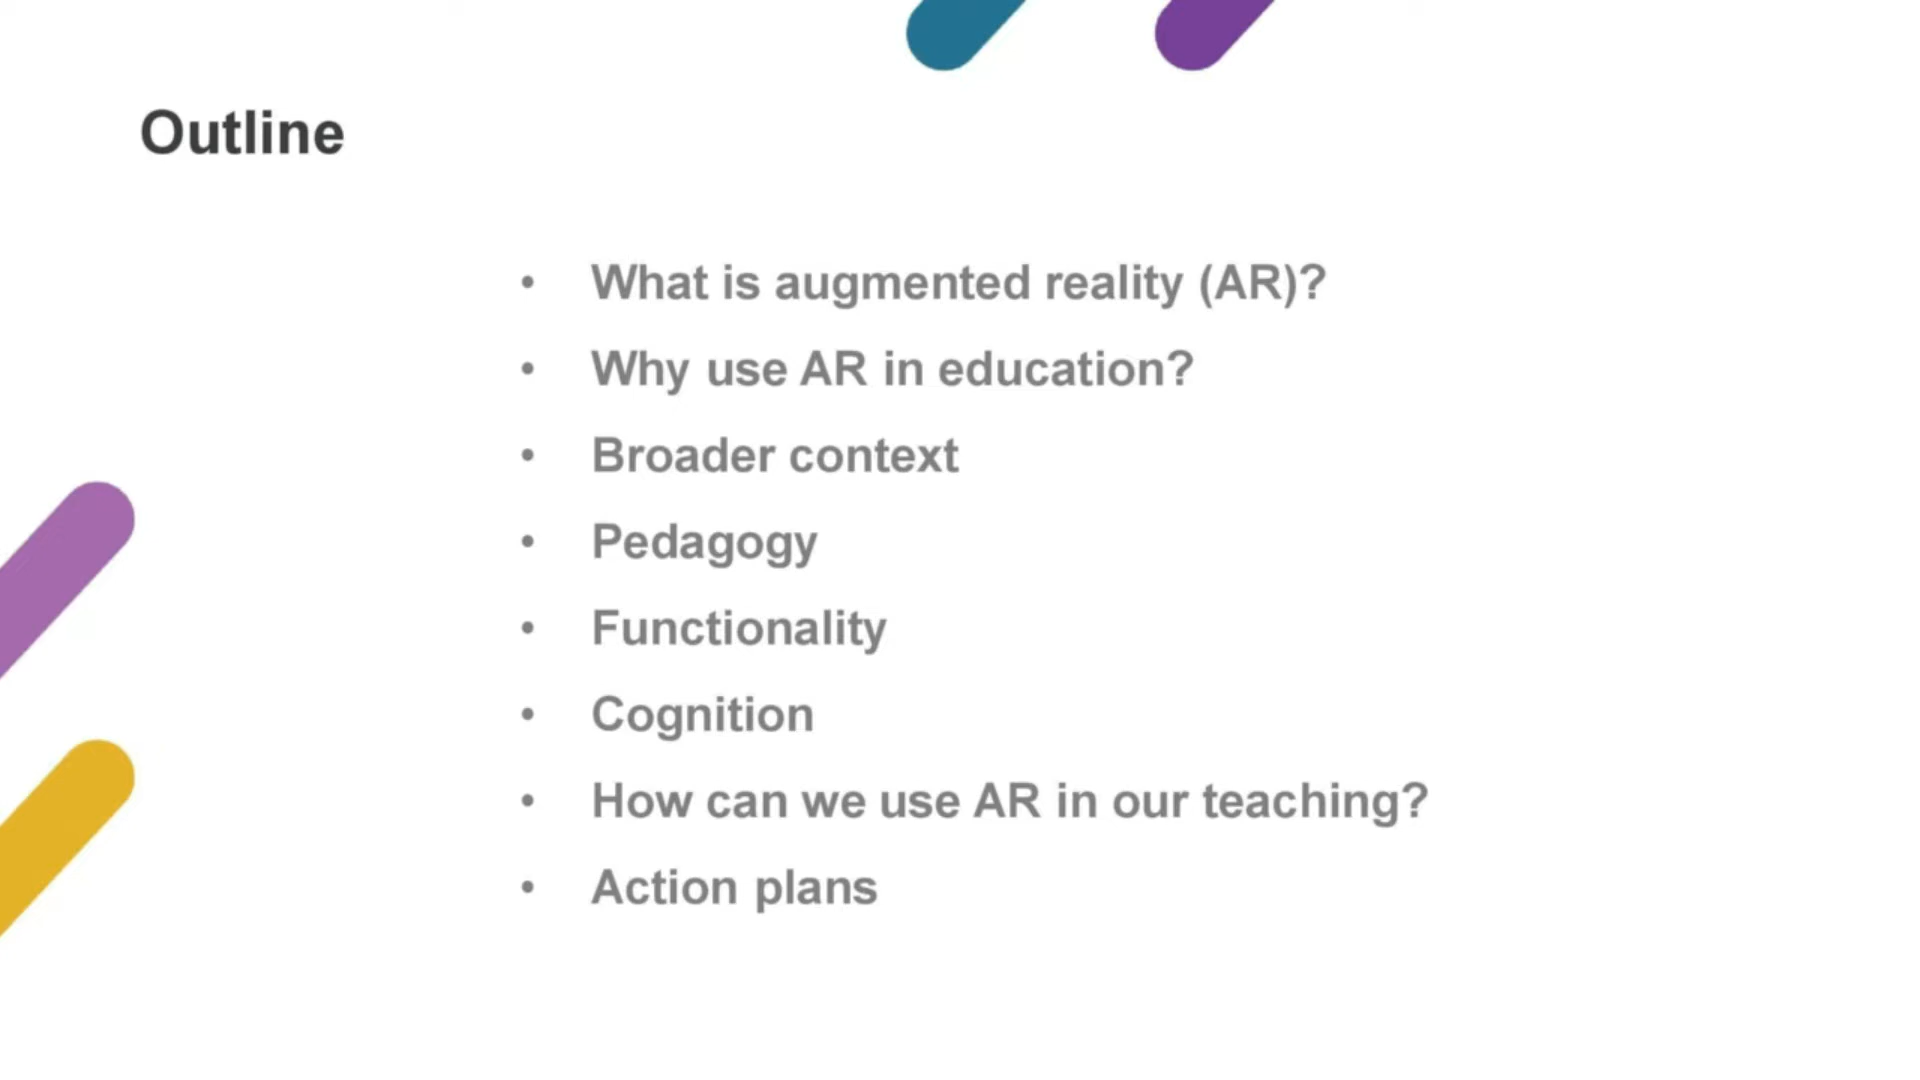 Outline
• What is augmented reality (AR)?
• Why use AR in education?
• Broader context
• Pedagogy
• Functionality
• Cognition
• How can we use AR in our teaching?
• Action plans